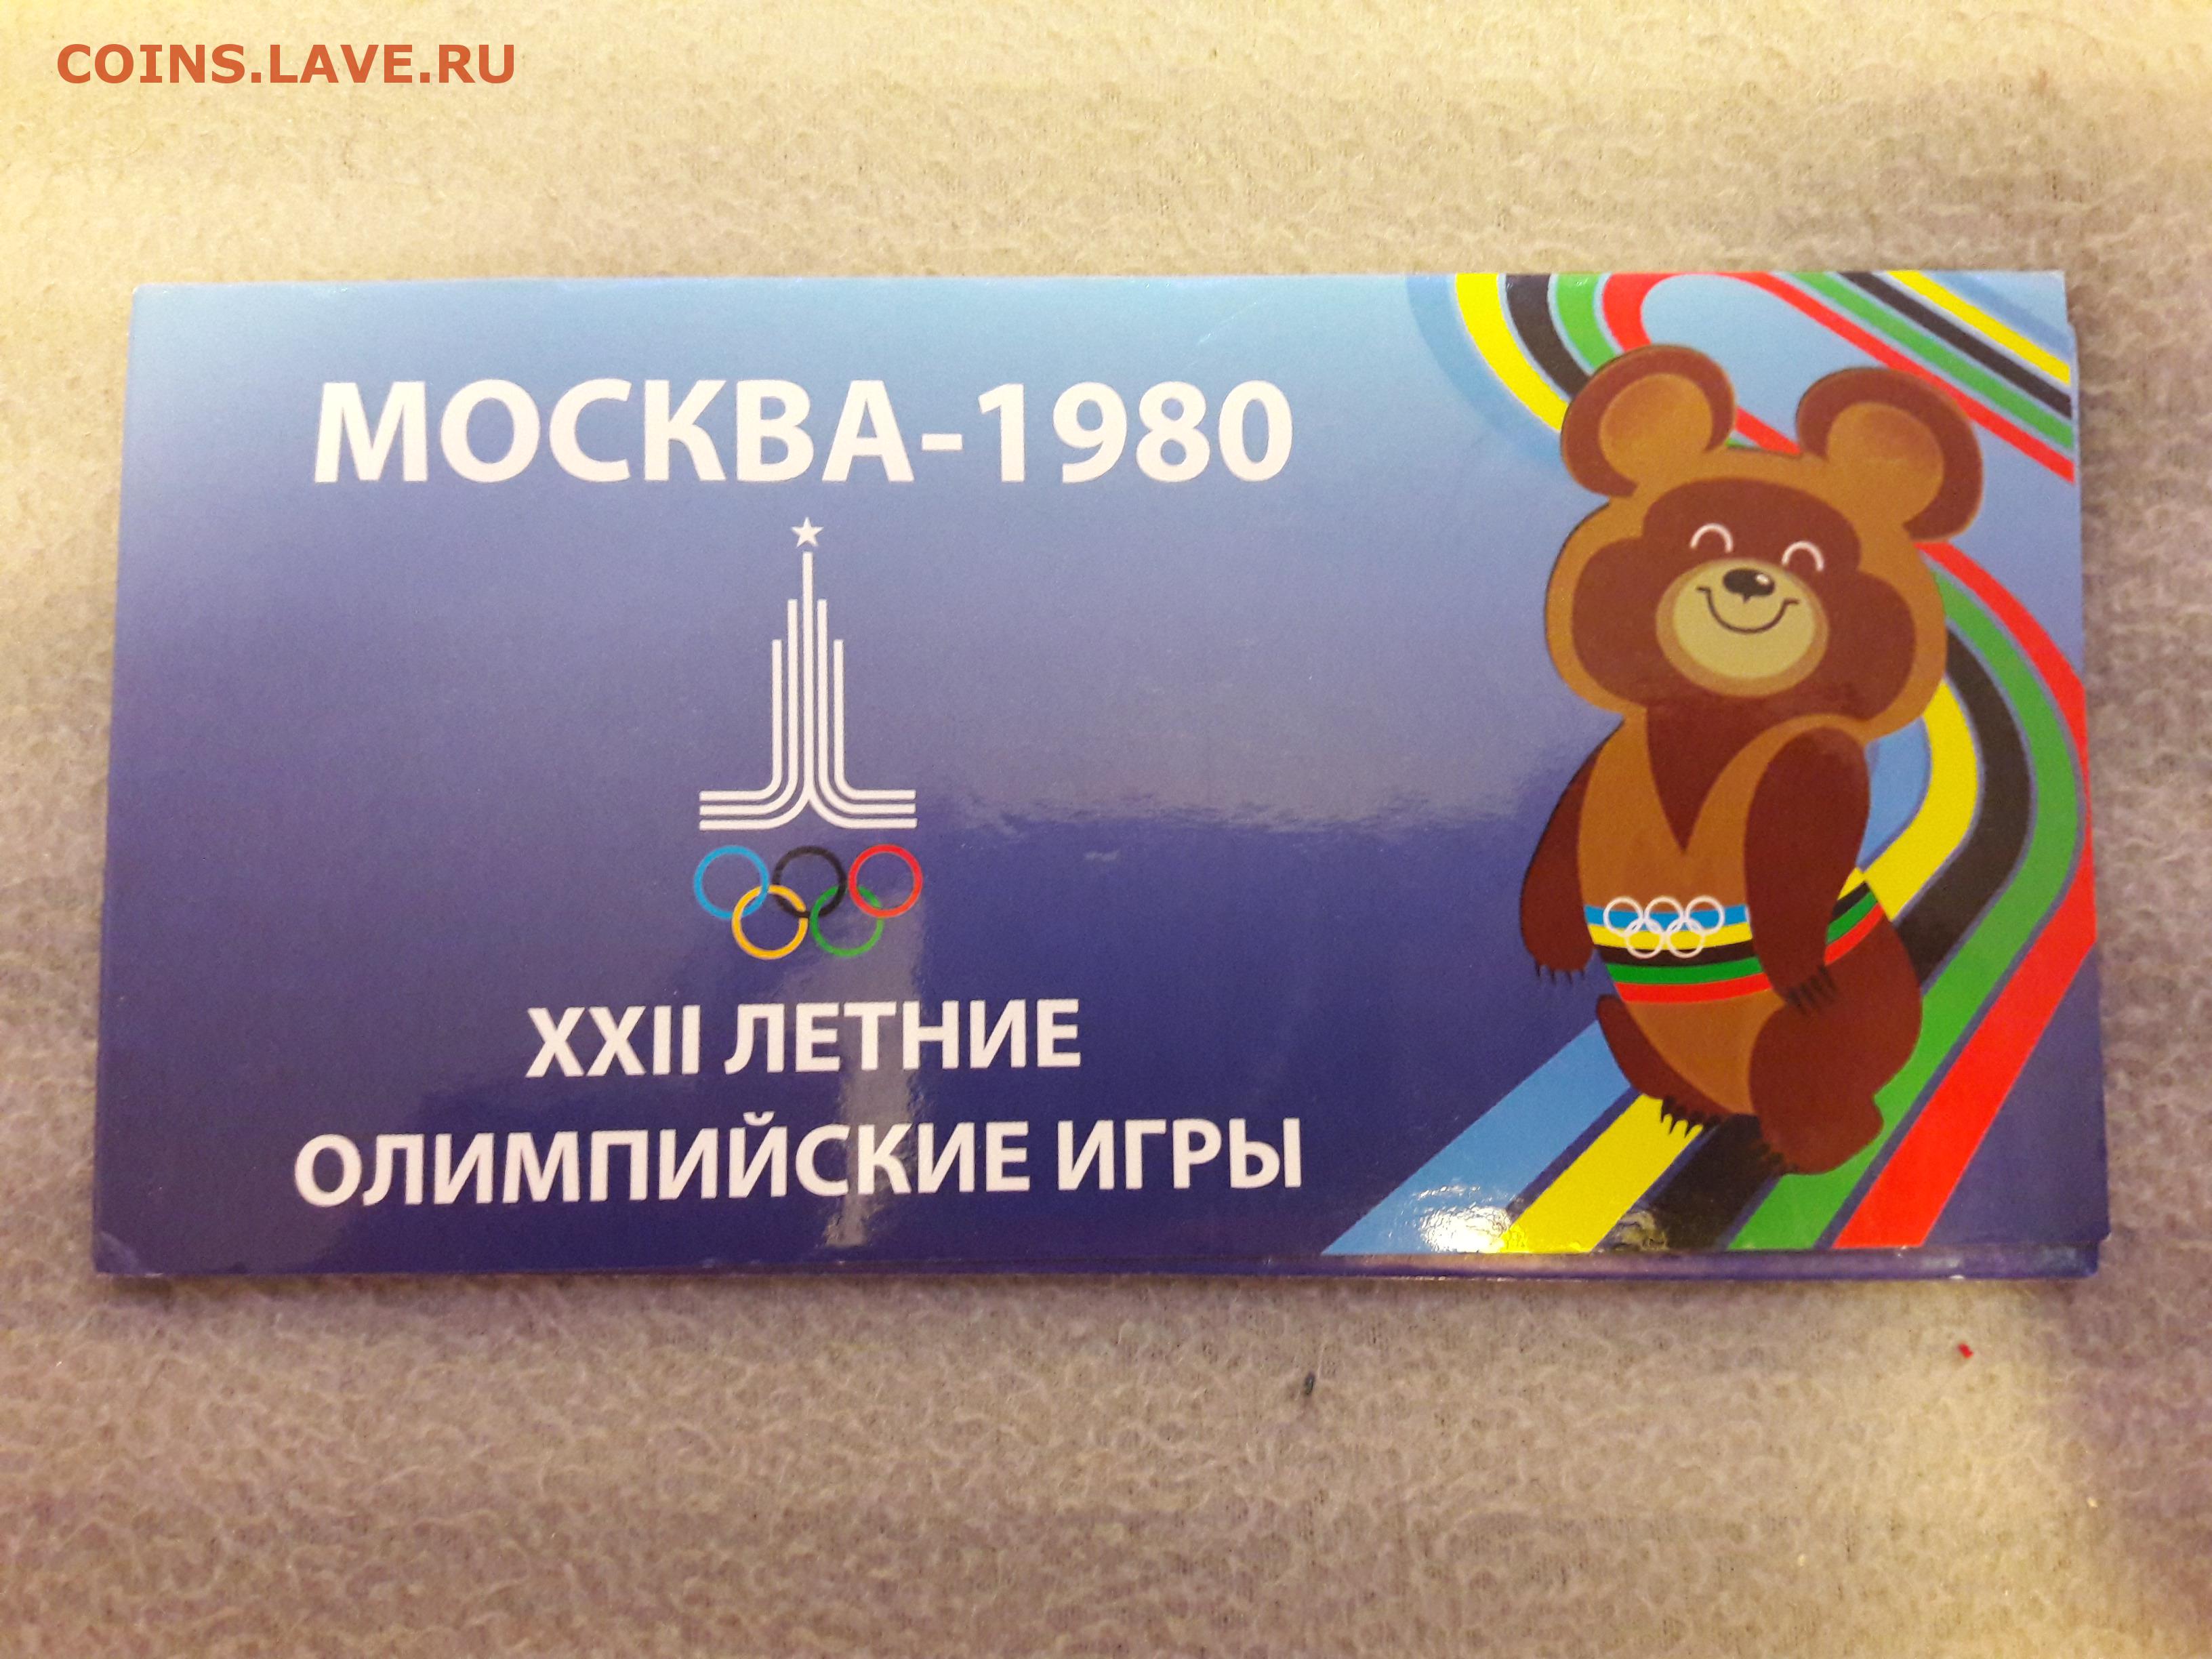 COINS.LAVE.RU
МОСКВА-1980
XXII ЛЕТНИЕ
ОЛИМПИЙСКИЕ ИГРЫ